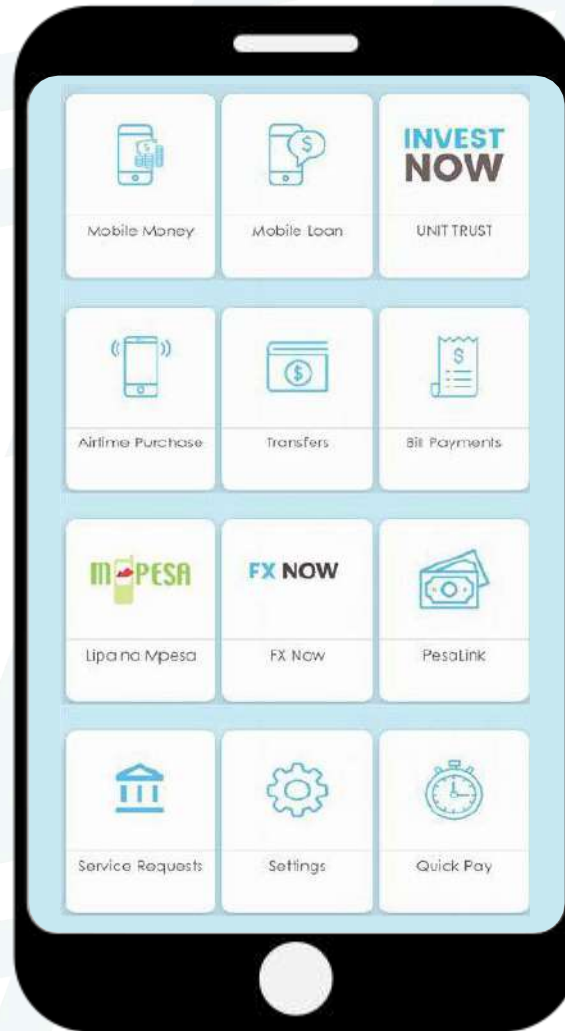 INVEST
NOW
Mobile Money
Mobile Loan
UNIT TRUST
$
$
Airtime Purchase
Transfers
Bill Payments
M-PESA
FX NOW
Lipa na Mpesa
FX Now
PesaLink
Service Requests
Settings
Quick Pay